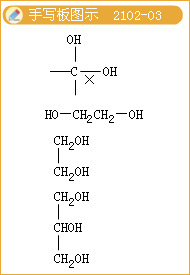 手写板图示 2102-03
OH
C—OH
×
HO—CH₂CH₂—OH
CH₂OH
CH₂OH
CH₂OH
CHOH
CH₂OH